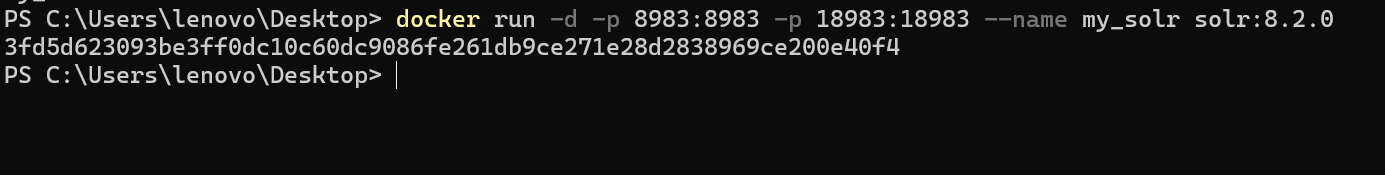 my_
PS C:\Users\lenovo\Desktop> docker run -d -p 8983:8983 -p 18983:18983 --name my_solr solr:8.2.0
3fd5d623093be3ff0dc10c60dc9086fe261db9ce271e28d2838969ce200e40f4
PS C:\Users\lenovo\Desktop>